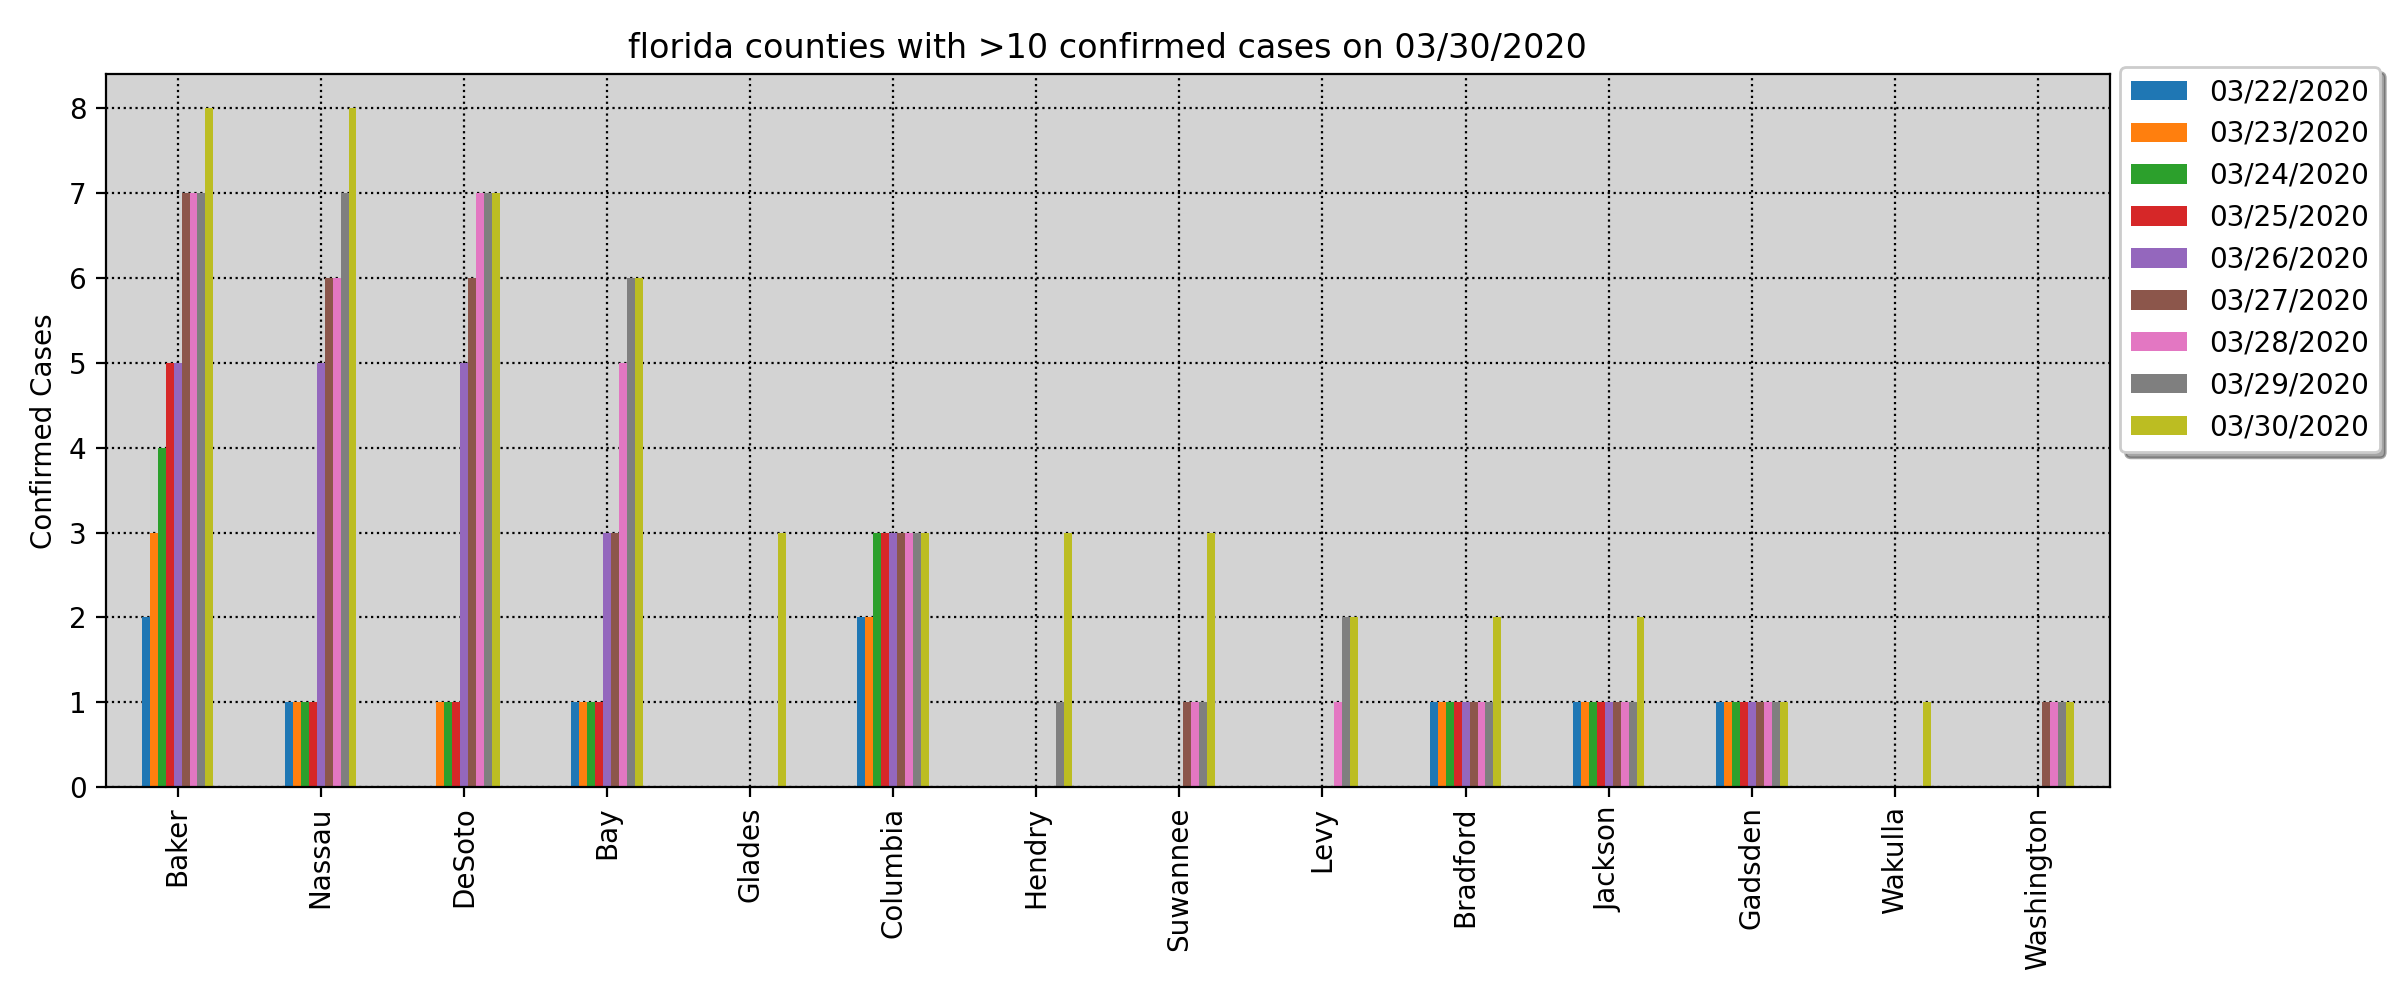 florida counties with >10 confirmed cases on 03/30/2020
Confirmed Cases
8
7
6
5
4
3
2
1
0
Baker
Nassau
DeSoto
Bay
Glades
Columbia
Hendry
Suwannee
Levy
Bradford
Jackson
Gadsden
Wakulla
Washington
03/22/2020
03/23/2020
03/24/2020
03/25/2020
03/26/2020
03/27/2020
03/28/2020
03/29/2020
03/30/2020